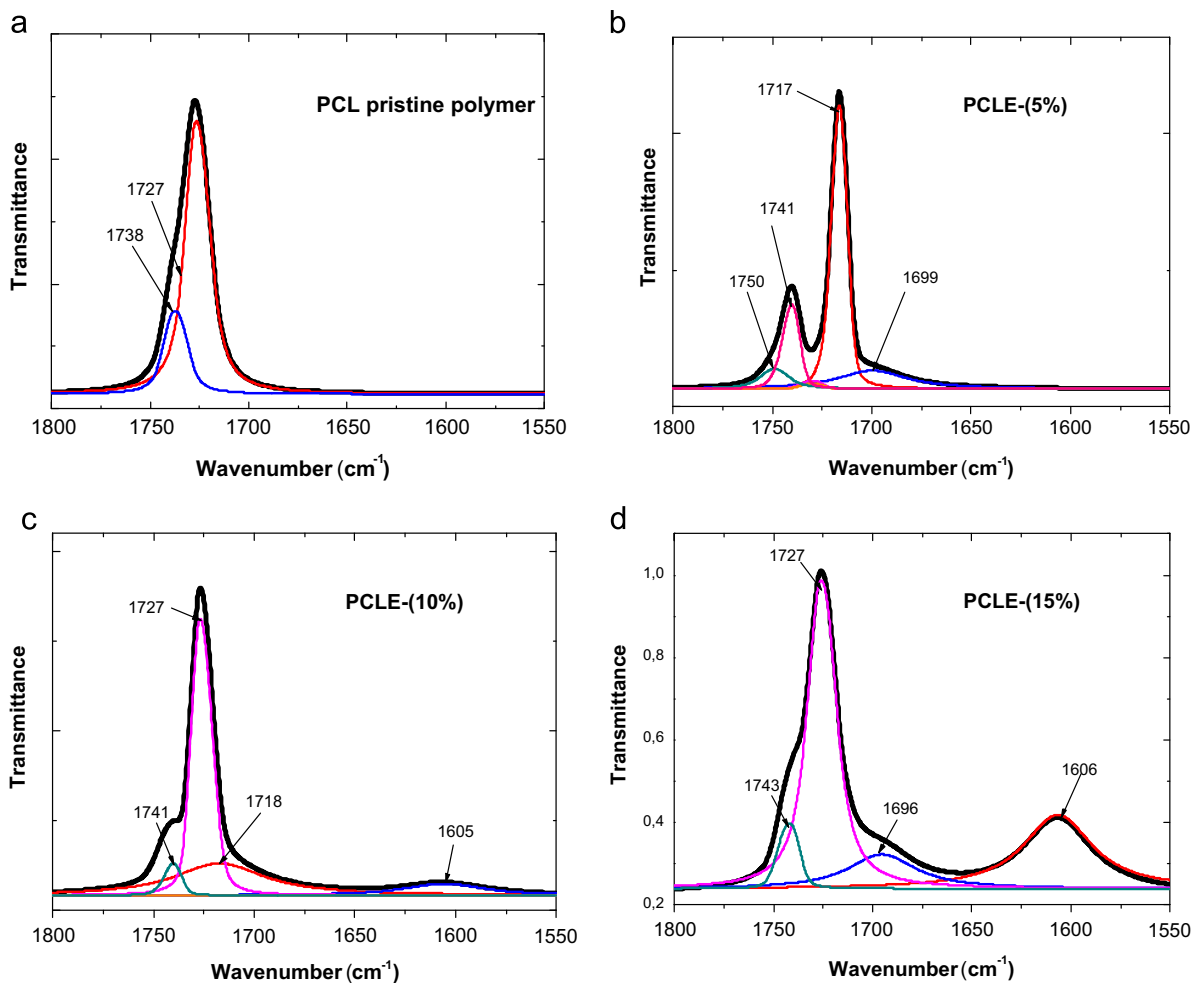 a
PCL pristine polymer
1727
1738
Transmittance
1800 1750 1700 1650 1600 1550
Wavenumber (cm⁻¹)
b
1717
PCLE-(5%)
1741
1750
1699
Transmittance
1800 1750 1700 1650 1600 1550
Wavenumber (cm⁻¹)
c
1727
PCLE-(10%)
1741
1718
1605
Transmittance
1800 1750 1700 1650 1600 1550
Wavenumber (cm⁻¹)
d
1727
1,0
PCLE-(15%)
0,8
0,6
1743
1696
1606
0,4
0,2
Transmittance
1800 1750 1700 1650 1600 1550
Wavenumber (cm⁻¹)